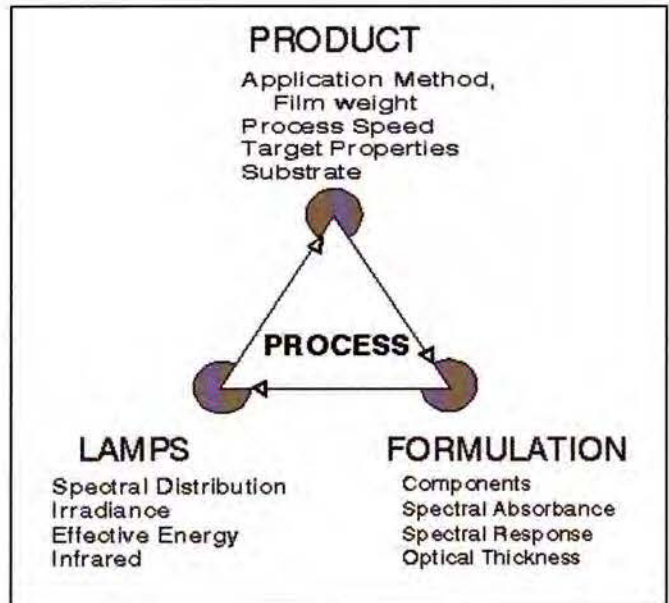 PRODUCT
Application Method,
Film weight
Process Speed
Target Properties
Substrate
PROCESS
LAMPS
Spectral Distribution
Irradiance
Effective Energy
Infrared
FORMULATION
Components
Spectral Absorbance
Spectral Response
Optical Thickness